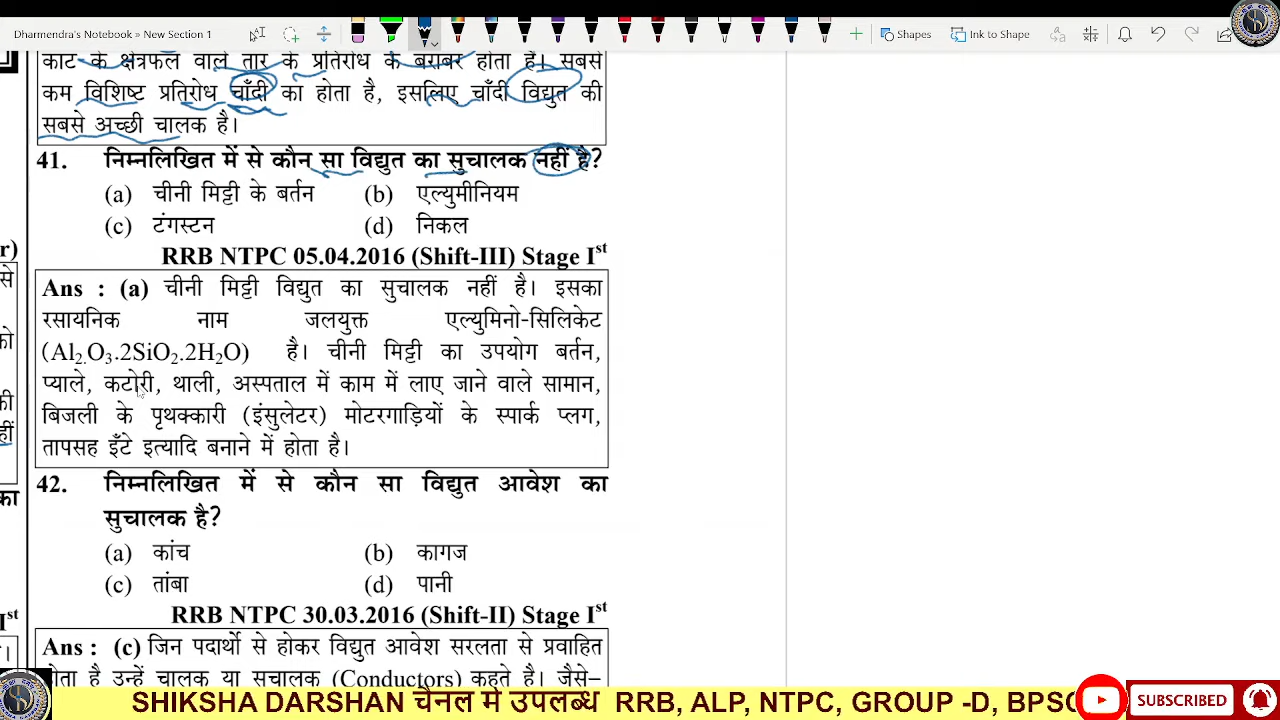 Dharmendra's Notebook » New Section 1
Shapes
Ink to Shape
काट के क्षेत्रफल वाले तार के प्रतिरोध के बराबर होता है। सबसे
कम विशिष्ट प्रतिरोध चाँदी का होता है, इसलिए चाँदी विद्युत की
सबसे अच्छी चालक है।
41. निम्नलिखित में से कौन सा विद्युत का सुचालक नहीं है?
(a) चीनी मिट्टी के बर्तन (b) एल्युमीनियम
(c) टंगस्टन (d) निकल
RRB NTPC 05.04.2016 (Shift-III) Stage Ist
Ans : (a) चीनी मिट्टी विद्युत का सुचालक नहीं है। इसका
रसायनिक नाम जलयुक्त एल्युमिनो-सिलिकेट
(Al2.O3.2SiO2.2H2O) है। चीनी मिट्टी का उपयोग बर्तन,
प्याले, कटोरी, थाली, अस्पताल में काम में लाए जाने वाले सामान,
बिजली के पृथक्कारी (इंसुलेटर) मोटरगाड़ियों के स्पार्क प्लग,
तापसह इँटे इत्यादि बनाने में होता है।
42. निम्नलिखित में से कौन सा विद्युत आवेश का
सुचालक है?
(a) कांच (b) कागज
(c) तांबा (d) पानी
RRB NTPC 30.03.2016 (Shift-II) Stage Ist
Ans : (c) जिन पदार्थो से होकर विद्युत आवेश सरलता से प्रवाहित
होता है उन्हें चालक या सुचालक (Conductors) कहते है। जैसे–
SHIKSHA DARSHAN चैनल मे उपलब्ध RRB, ALP, NTPC, GROUP -D, BPSC
SUBSCRIBED